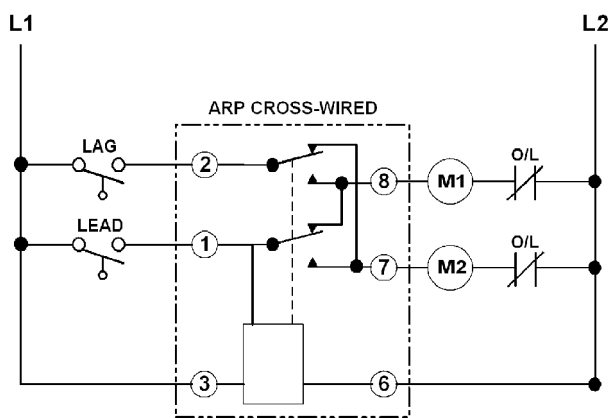 L1
L2
ARP CROSS-WIRED
LAG
2
O/L
8
M1
LEAD
1
O/L
7
M2
3
6